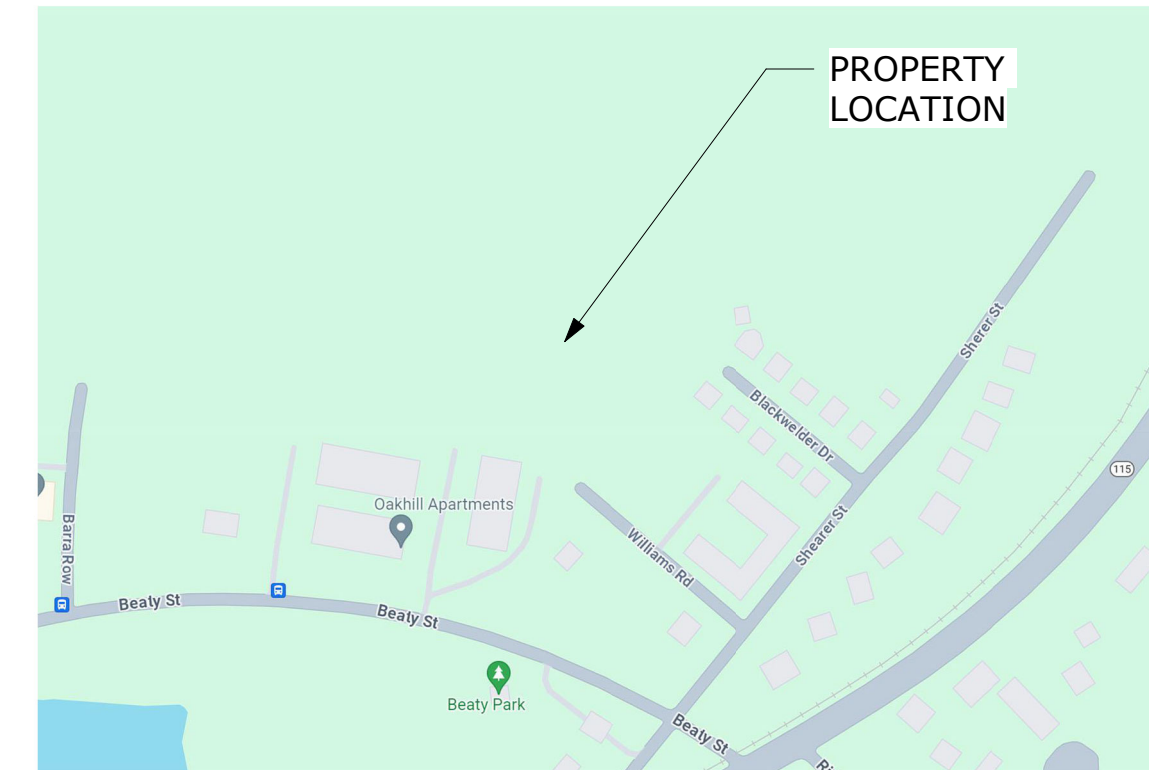 PROPERTY
LOCATION
Sherer St
Blackwelder Dr
115
Oakhill Apartments
Barra Row
Williams Rd
Shearer St
Beaty St
Beaty St
Beaty Park
Beaty St